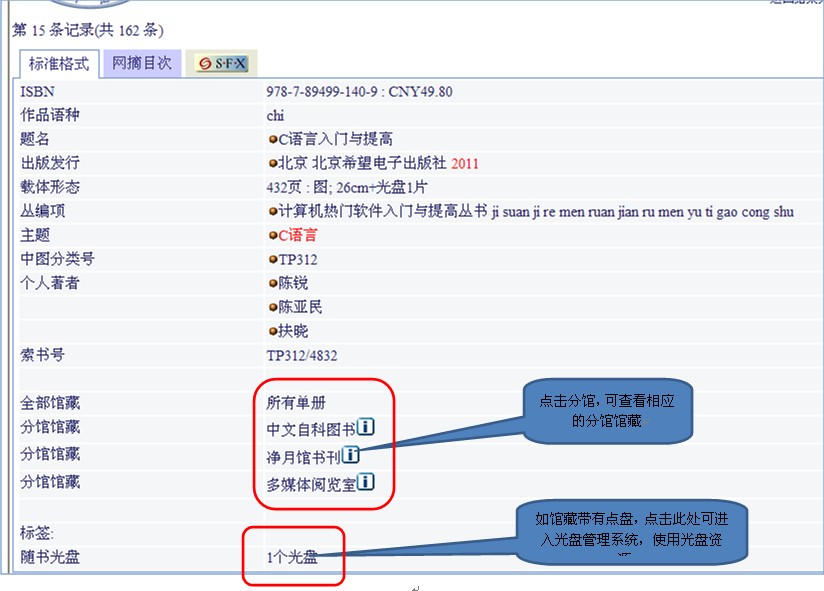 第 15 条记录(共 162 条)
标准格式 网摘目次 S·F·X
ISBN 978-7-89499-140-9 : CNY49.80
作品语种 chi
题名 C语言入门与提高
出版发行 北京 北京希望电子出版社 2011
载体形态 432页 : 图; 26cm+光盘1片
丛编项 计算机热门软件入门与提高丛书 ji suan ji re men ruan jian ru men yu ti gao cong shu
主题 C语言
中图分类号 TP312
个人著者 陈锐
陈亚民
扶晓
索书号 TP312/4832
全部馆藏 所有单册
分馆馆藏 中文自科图书
分馆馆藏 净月馆书刊
分馆馆藏 多媒体阅览室
点击分馆，可查看相应
的分馆馆藏
标签:
随书光盘 1个光盘
如馆藏带有点盘，点击此处可进
入光盘管理系统，使用光盘资